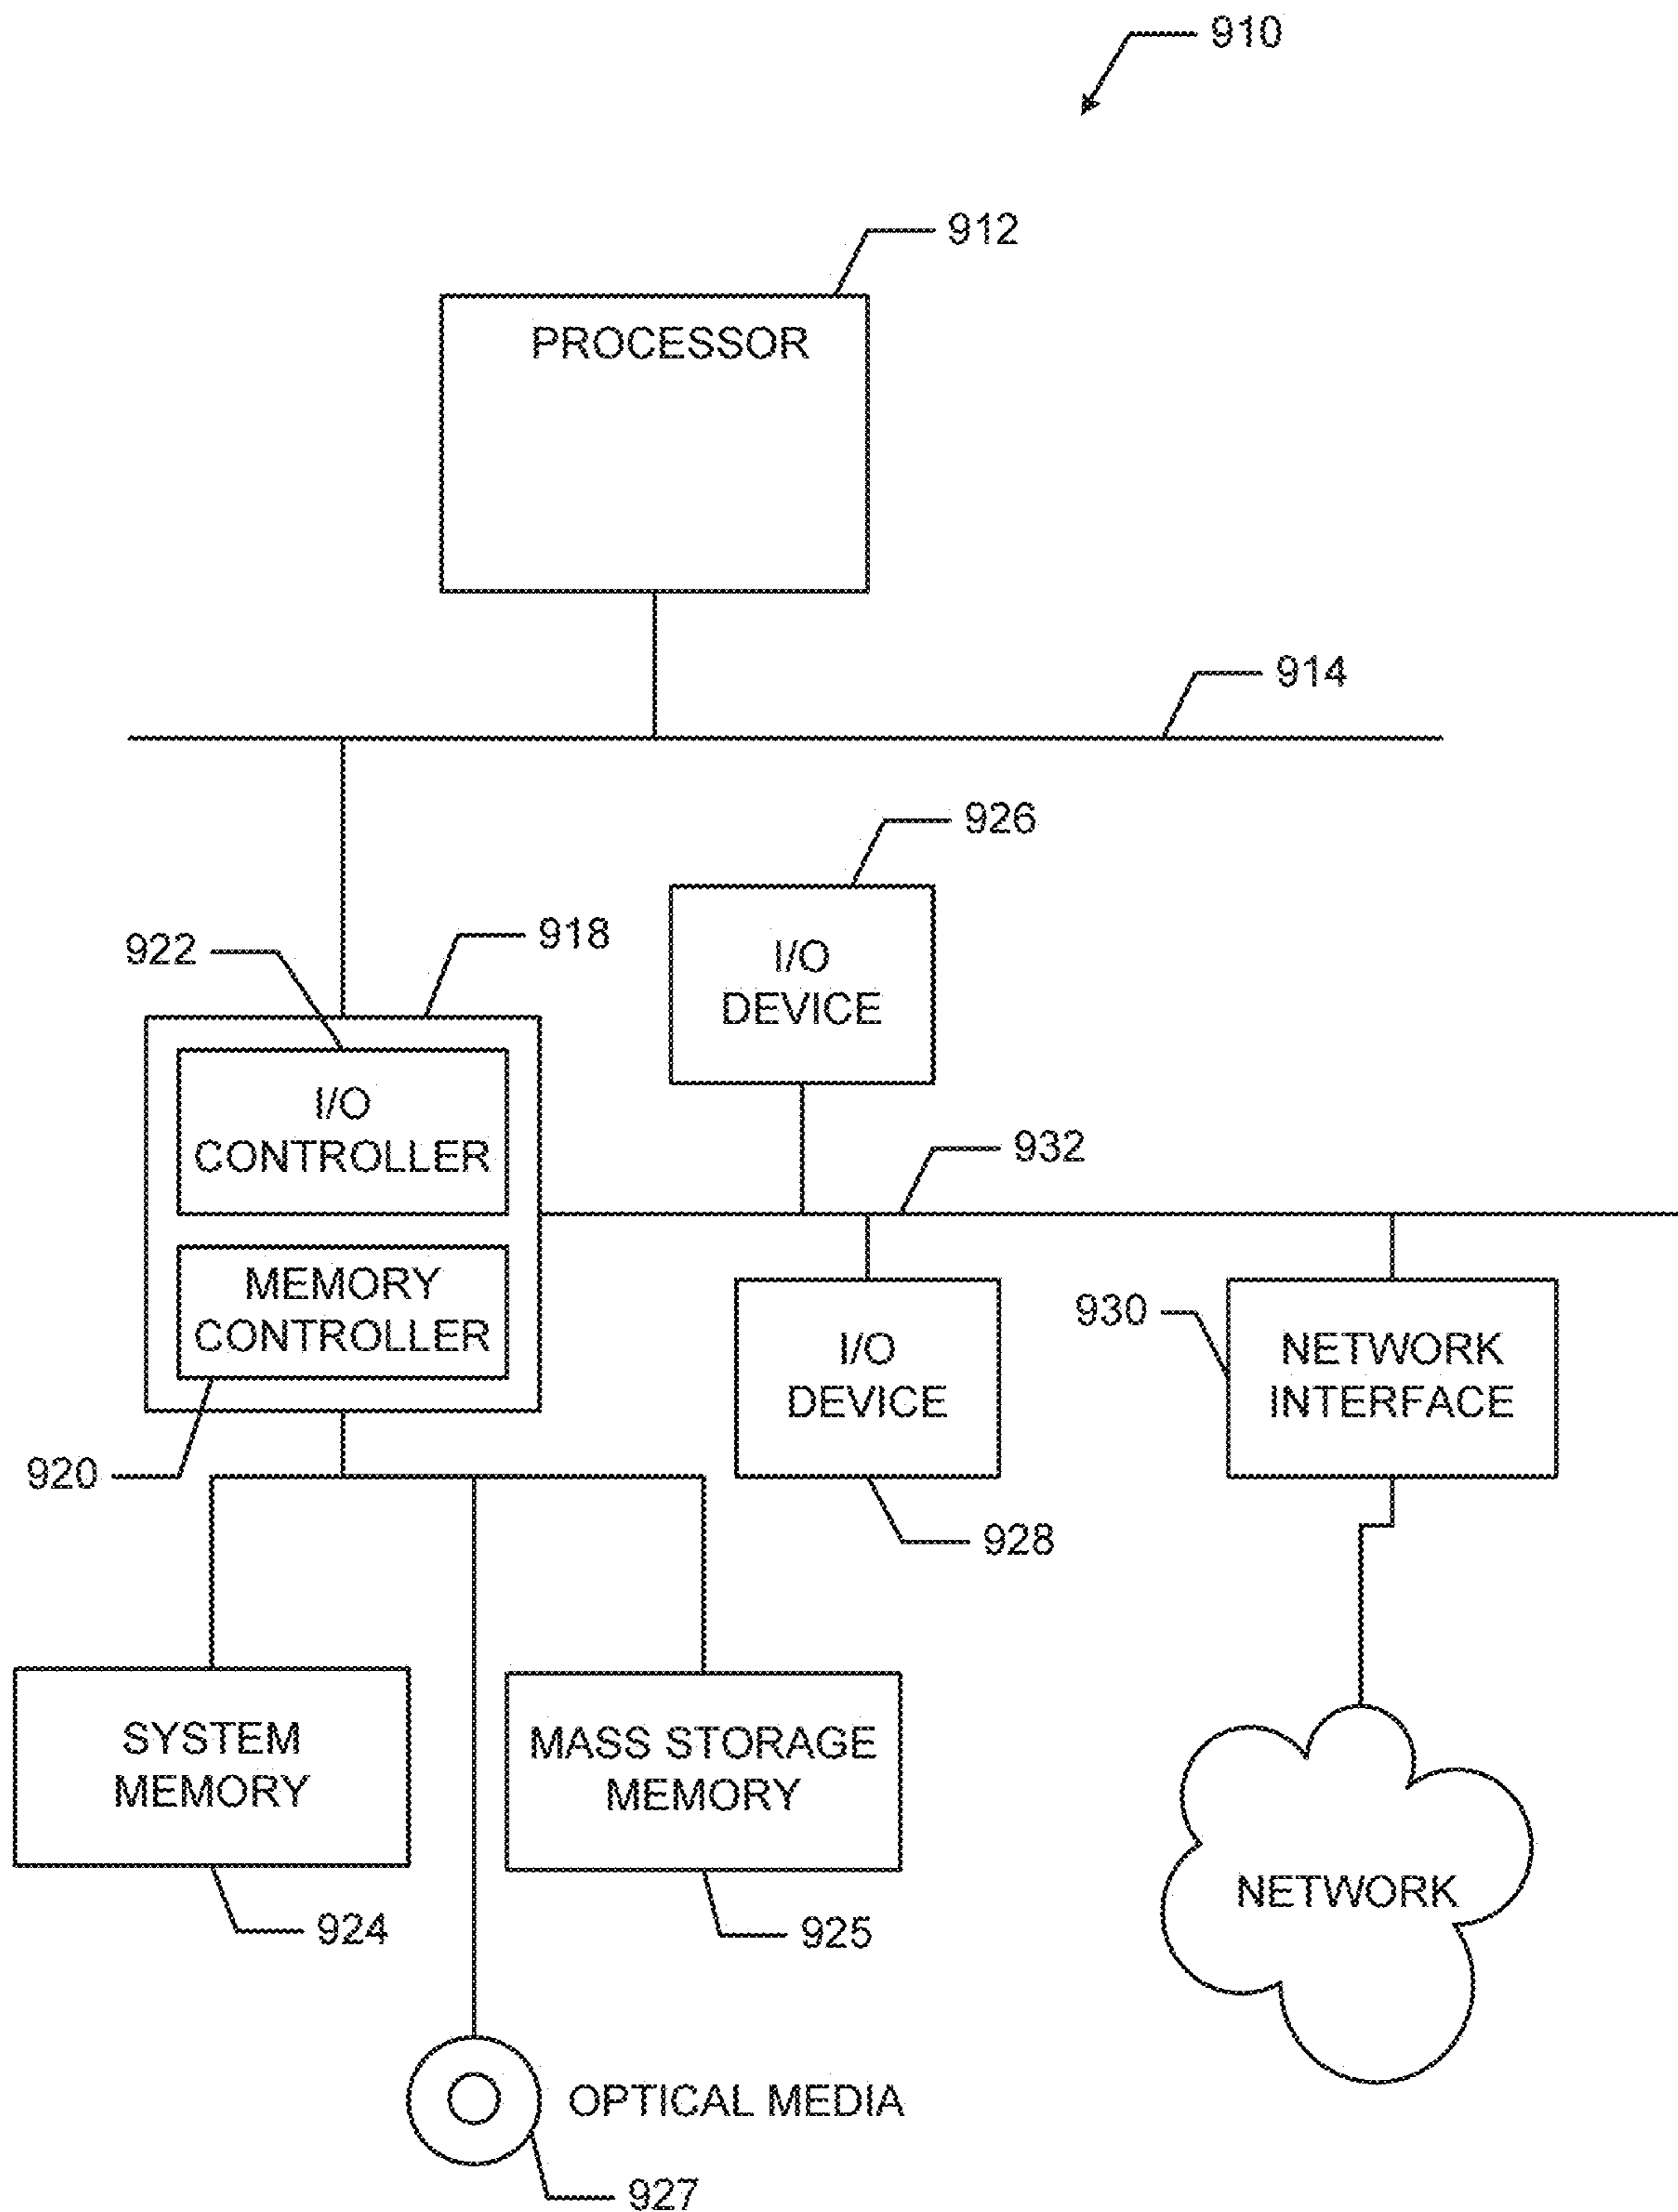 910
912
PROCESSOR
914
926
918
922
I/O
DEVICE
I/O
CONTROLLER
932
MEMORY
CONTROLLER
930
I/O
DEVICE
NETWORK
INTERFACE
920
928
SYSTEM
MEMORY
MASS STORAGE
MEMORY
NETWORK
924
925
OPTICAL MEDIA
927